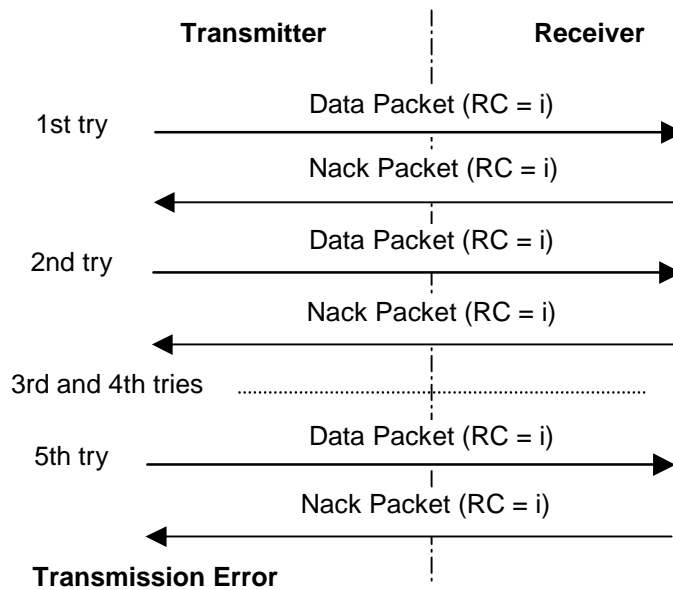 Transmitter Receiver
Data Packet (RC = i)
1st try
Nack Packet (RC = i)
Data Packet (RC = i)
2nd try
Nack Packet (RC = i)
3rd and 4th tries
Data Packet (RC = i)
5th try
Nack Packet (RC = i)
Transmission Error